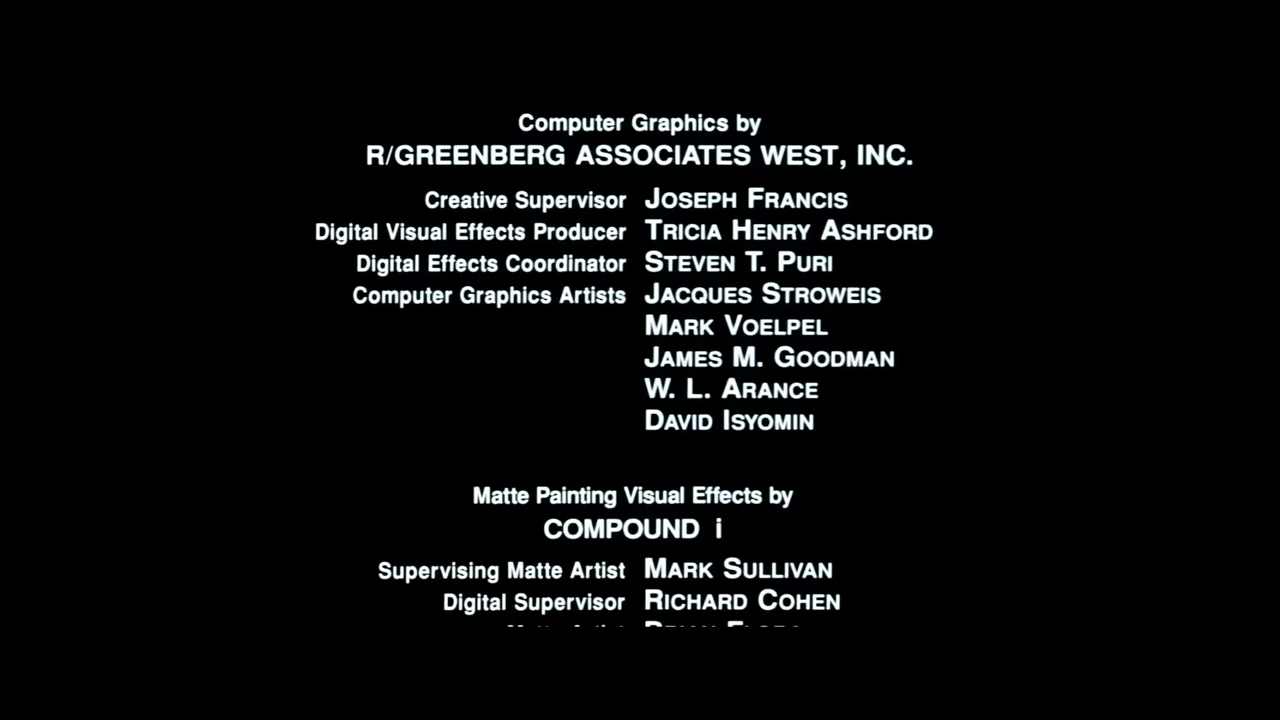 Computer Graphics by
R/GREENBERG ASSOCIATES WEST, INC.
Creative Supervisor JOSEPH FRANCIS
Digital Visual Effects Producer TRICIA HENRY ASHFORD
Digital Effects Coordinator STEVEN T. PURI
Computer Graphics Artists JACQUES STROWEIS
MARK VOELPEL
JAMES M. GOODMAN
W. L. ARANCE
DAVID ISYOMIN
Matte Painting Visual Effects by
COMPOUND i
Supervising Matte Artist MARK SULLIVAN
Digital Supervisor RICHARD COHEN